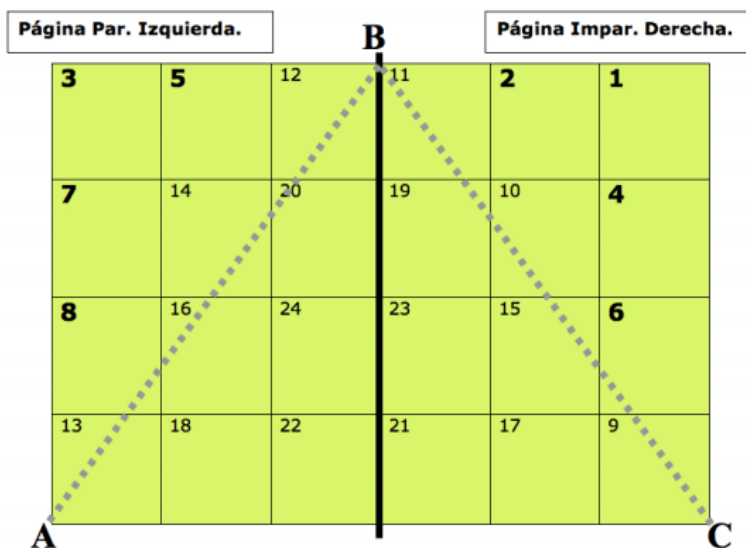 Página Par. Izquierda.
Página Impar. Derecha.
B
3 5 12 11 2 1
7 14 20 19 10 4
8 16 24 23 15 6
13 18 22 21 17 9
A C